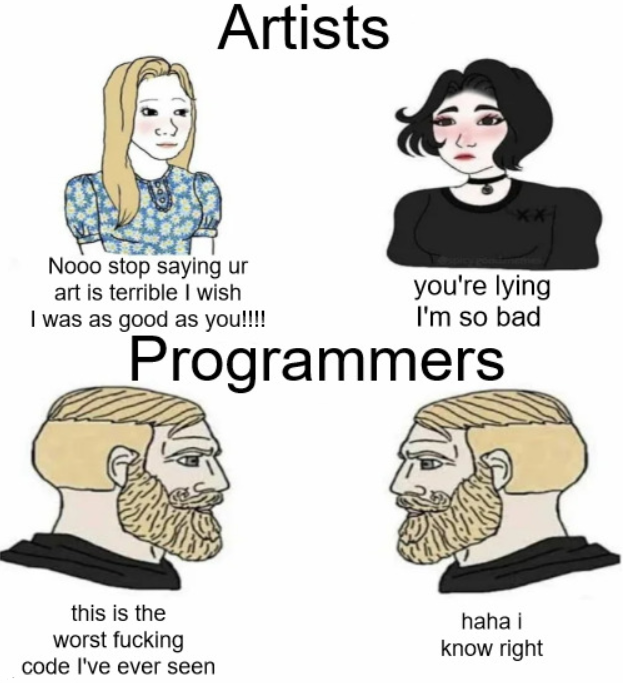 Artists
Nooo stop saying ur
art is terrible I wish
I was as good as you!!!!
you're lying
I'm so bad
Programmers
this is the
worst fucking
code I've ever seen
haha i
know right